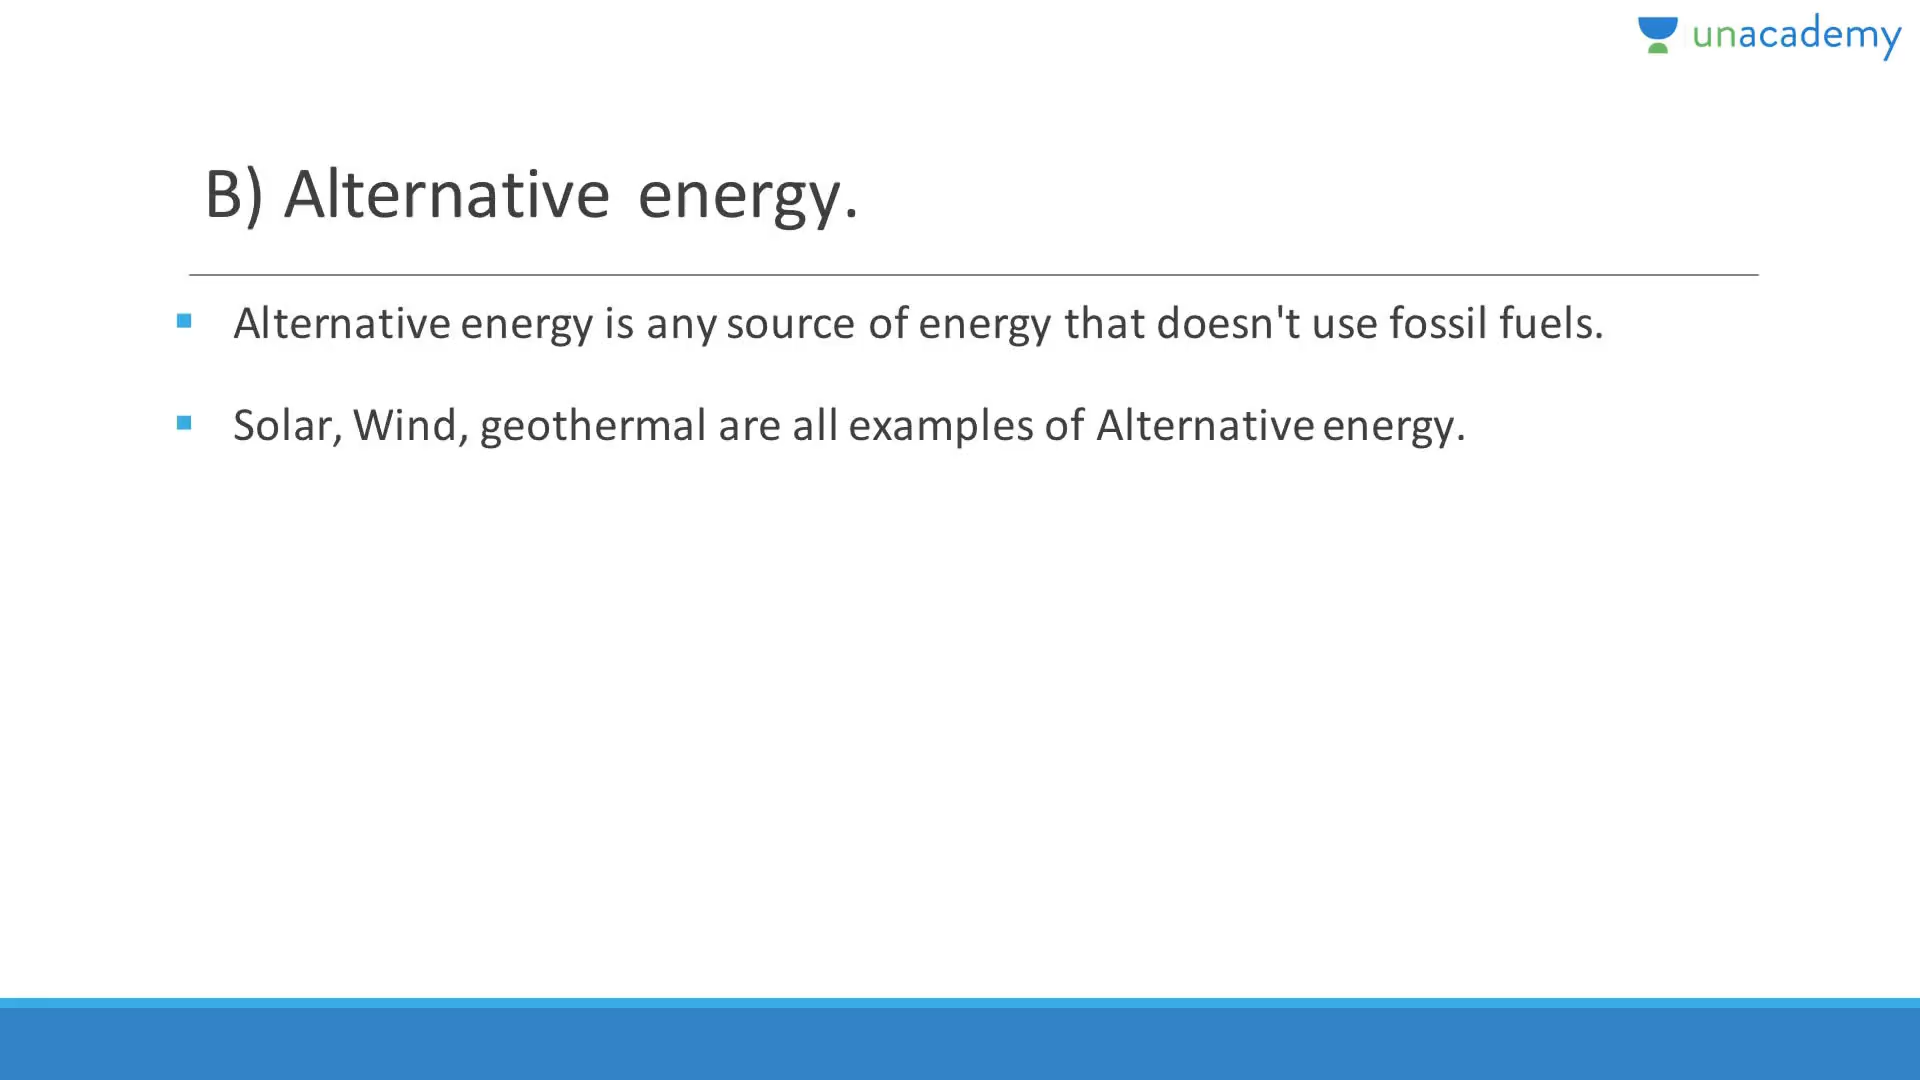 unacademy
B) Alternative energy.
Alternative energy is any source of energy that doesn't use fossil fuels.
Solar, Wind, geothermal are all examples of Alternative energy.